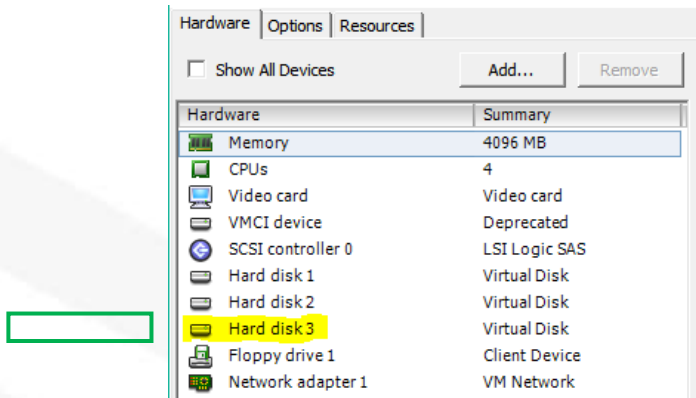 Hardware Options Resources
Show All Devices Add... Remove
Hardware Summary
Memory 4096 MB
CPUs 4
Video card Video card
VMCI device Deprecated
SCSI controller 0 LSI Logic SAS
Hard disk 1 Virtual Disk
Hard disk 2 Virtual Disk
Hard disk 3 Virtual Disk
Floppy drive 1 Client Device
Network adapter 1 VM Network